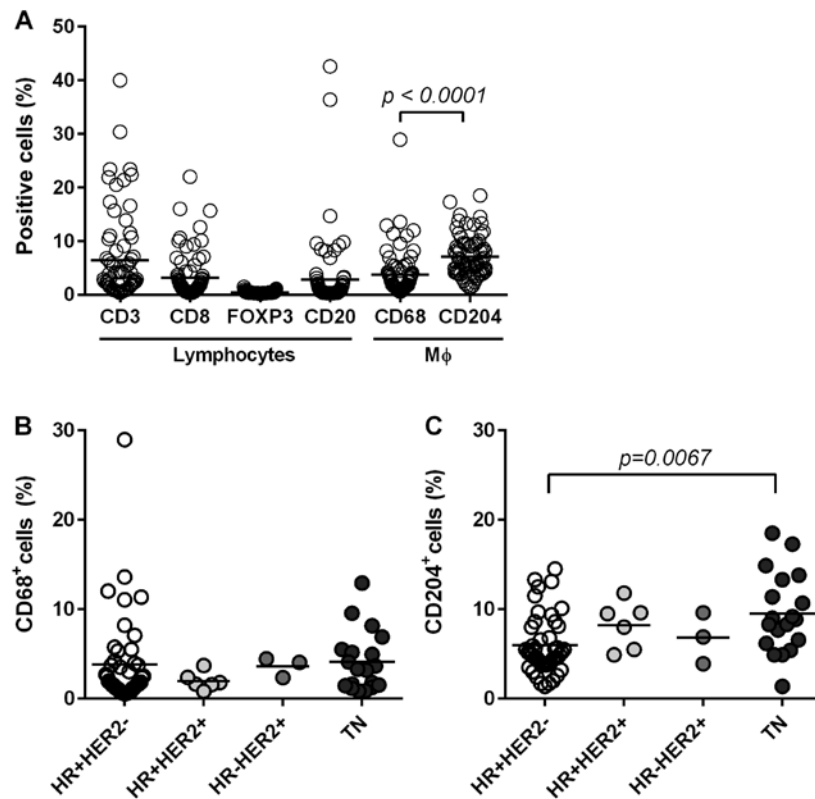 A
Positive cells (%)
50
40
30
20
10
0
p < 0.0001
CD3 CD8 FOXP3 CD20 CD68 CD204
Lymphocytes Mϕ
B
CD68+ cells (%)
30
20
10
0
HR+HER2- HR+HER2+ HR-HER2+ TN
C
CD204+ cells (%)
30
20
10
0
p=0.0067
HR+HER2- HR+HER2+ HR-HER2+ TN